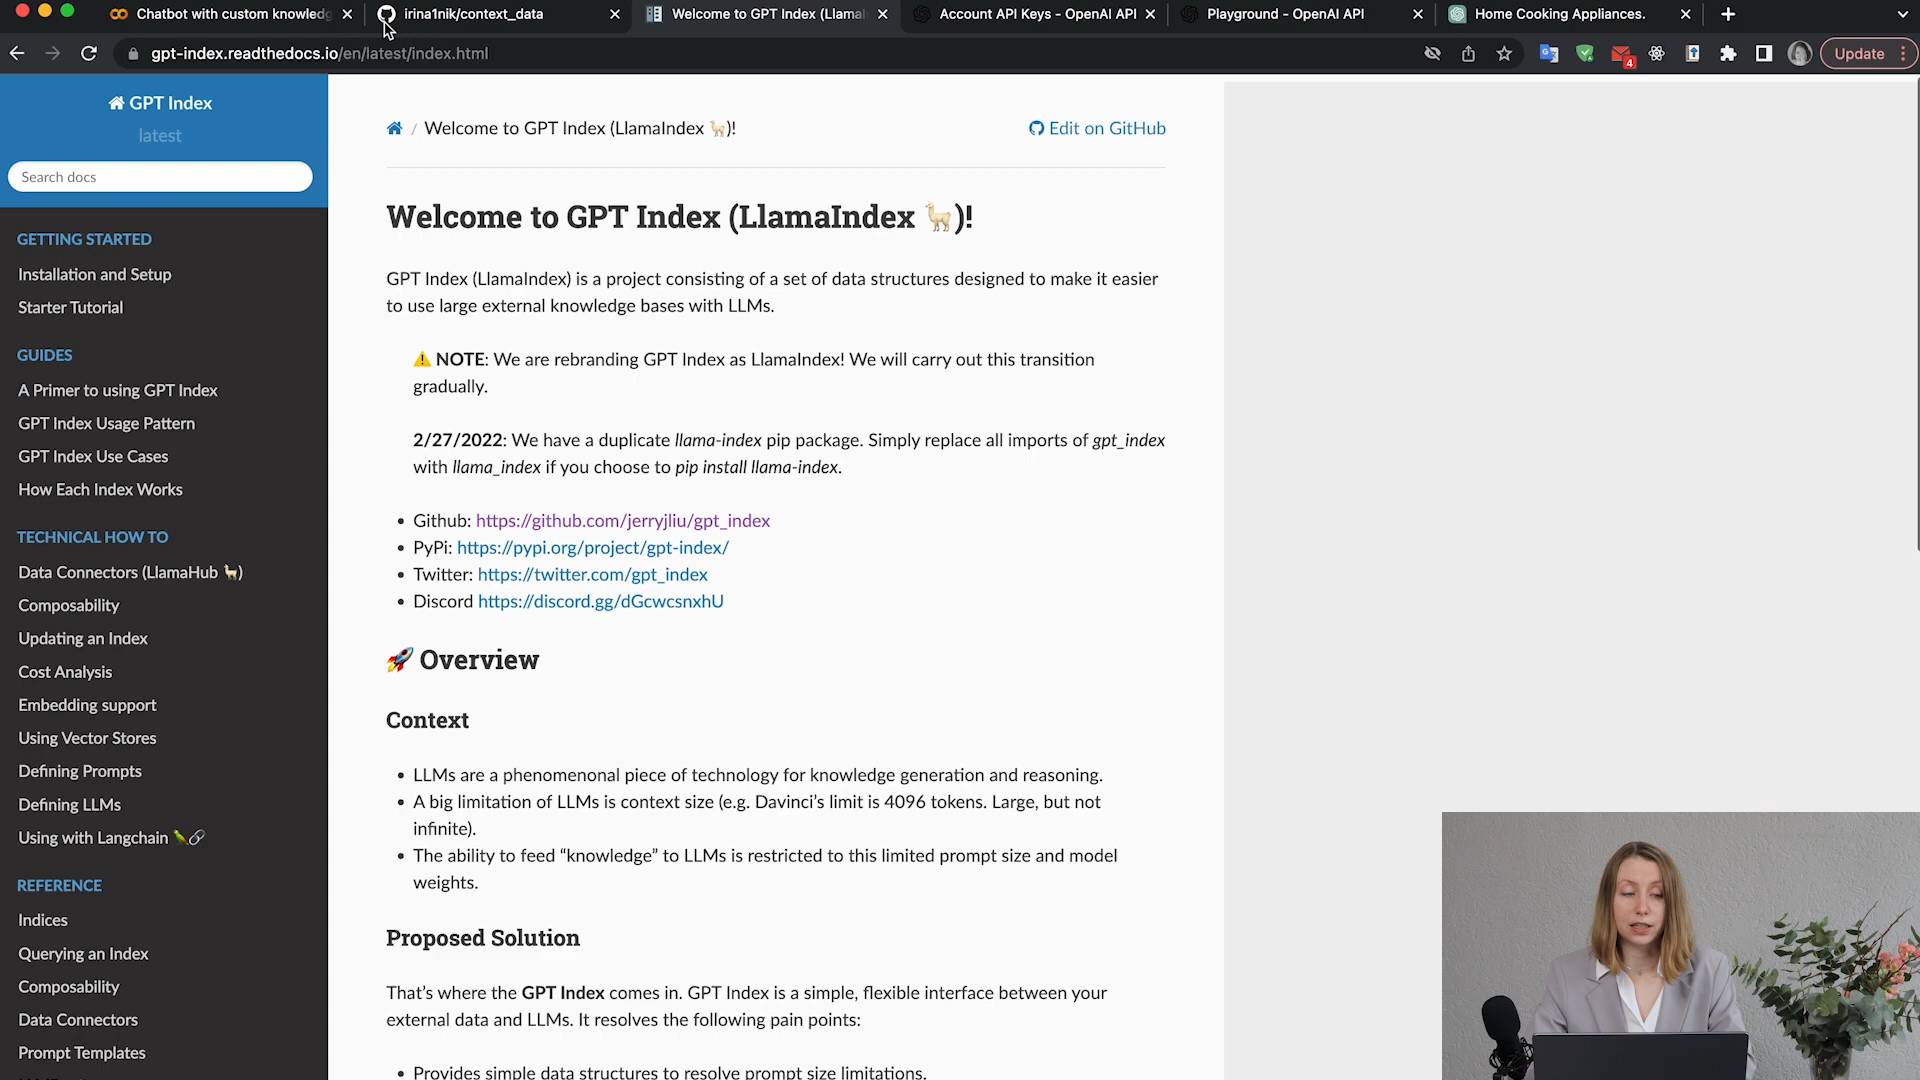 Chatbot with custom knowledg
irina1nik/context_data
Welcome to GPT Index (Llamal
Account API Keys - OpenAI API
Playground - OpenAI API
Home Cooking Appliances.
gpt-index.readthedocs.io/en/latest/index.html
4
Update
GPT Index
latest
Search docs
GETTING STARTED
Installation and Setup
Starter Tutorial
GUIDES
A Primer to using GPT Index
GPT Index Usage Pattern
GPT Index Use Cases
How Each Index Works
TECHNICAL HOW TO
Data Connectors (LlamaHub 🦙)
Composability
Updating an Index
Cost Analysis
Embedding support
Using Vector Stores
Defining Prompts
Defining LLMs
Using with Langchain 🦜🔗
REFERENCE
Indices
Querying an Index
Composability
Data Connectors
Prompt Templates
/ Welcome to GPT Index (LlamaIndex 🦙)!
Edit on GitHub
Welcome to GPT Index (LlamaIndex 🦙)!
GPT Index (LlamaIndex) is a project consisting of a set of data structures designed to make it easier
to use large external knowledge bases with LLMs.
⚠️ NOTE: We are rebranding GPT Index as LlamaIndex! We will carry out this transition
gradually.
2/27/2022: We have a duplicate llama-index pip package. Simply replace all imports of gpt_index
with llama_index if you choose to pip install llama-index.
• Github: https://github.com/jerryjliu/gpt_index
• PyPi: https://pypi.org/project/gpt-index/
• Twitter: https://twitter.com/gpt_index
• Discord https://discord.gg/dGcwcsnxhU
🚀 Overview
Context
• LLMs are a phenomenonal piece of technology for knowledge generation and reasoning.
• A big limitation of LLMs is context size (e.g. Davinci’s limit is 4096 tokens. Large, but not
infinite).
• The ability to feed “knowledge” to LLMs is restricted to this limited prompt size and model
weights.
Proposed Solution
That’s where the GPT Index comes in. GPT Index is a simple, flexible interface between your
external data and LLMs. It resolves the following pain points:
• Provides simple data structures to resolve prompt size limitations.